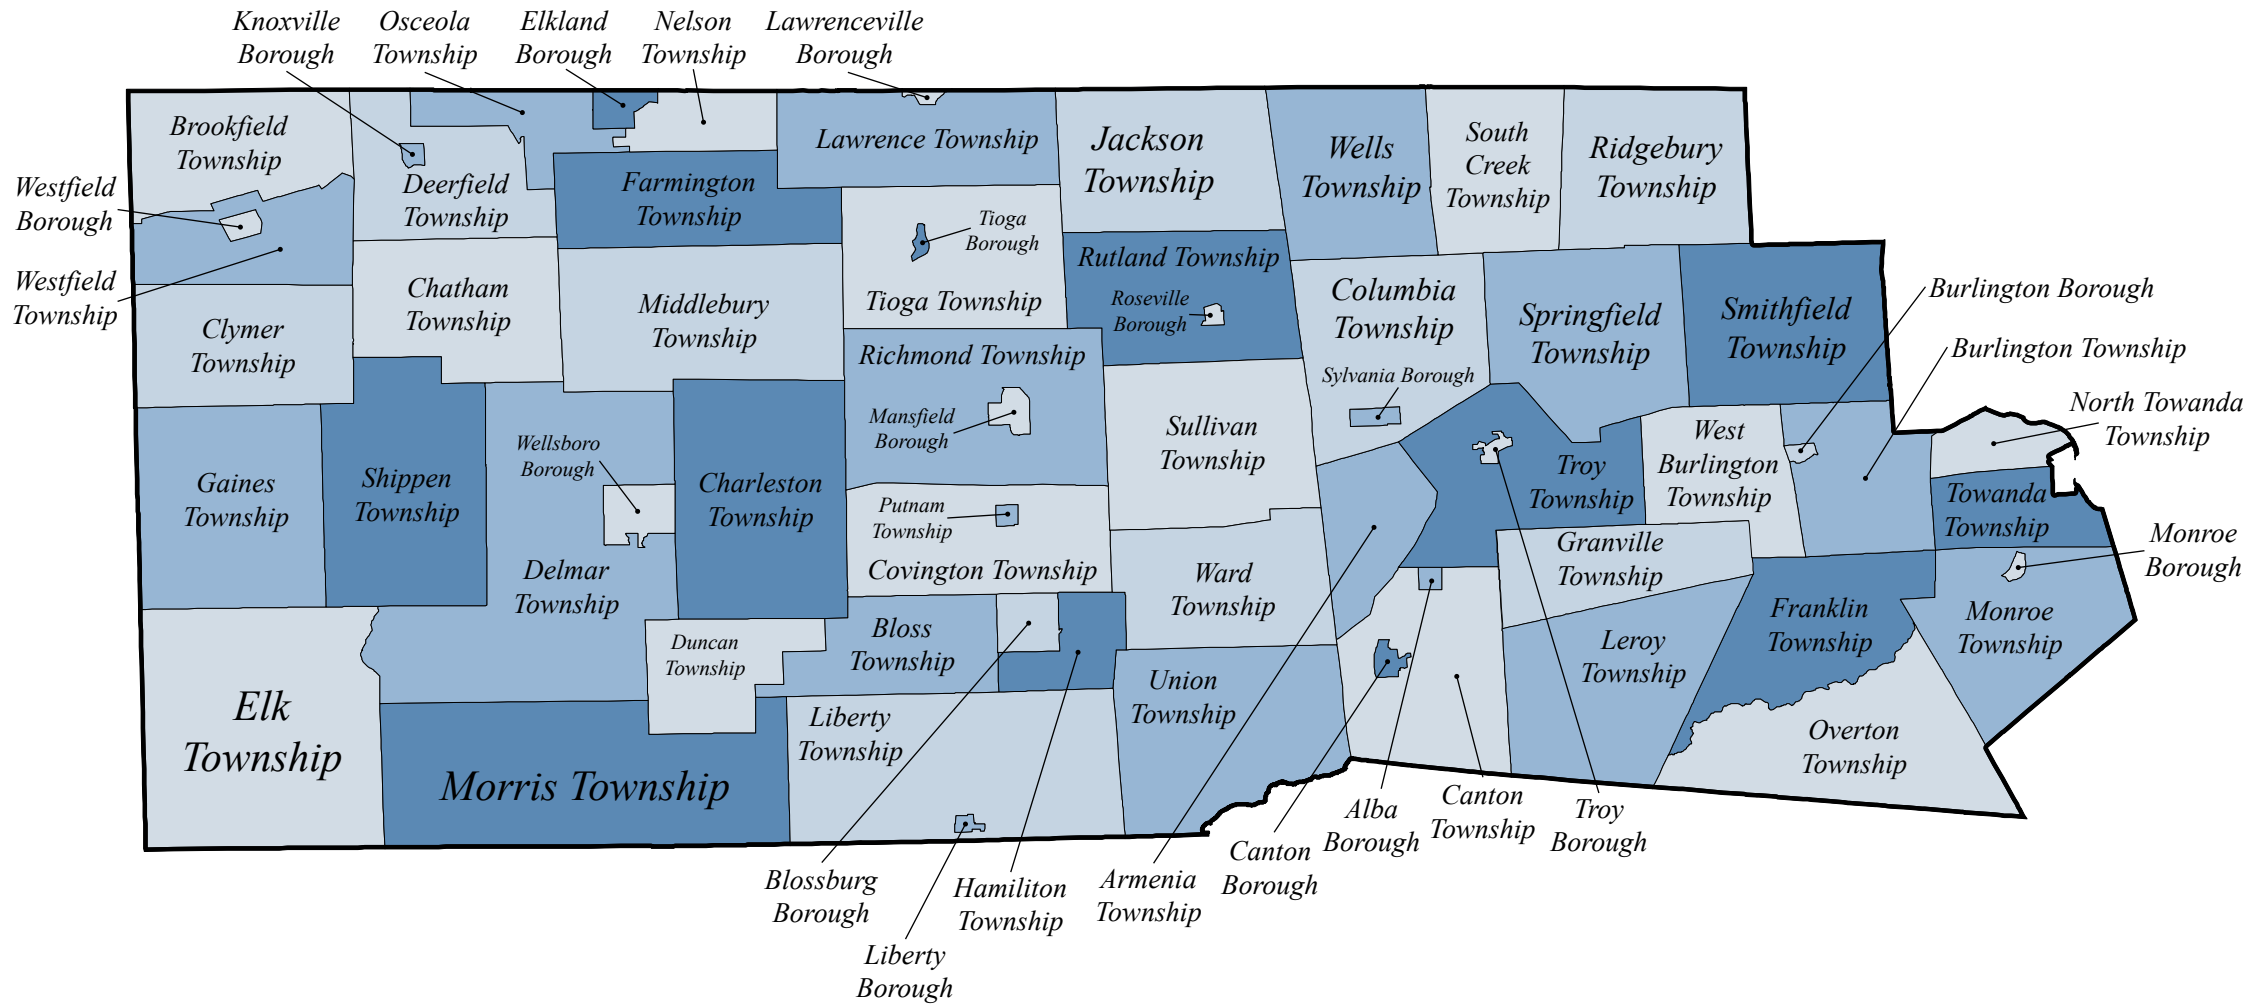 Knoxville
Borough
Osceola
Township
Elkland
Borough
Nelson
Township
Lawrenceville
Borough
Brookfield
Township
Westfield
Borough
Westfield
Township
Deerfield
Township
Farmington
Township
Lawrence Township
Jackson
Township
Wells
Township
South
Creek
Township
Ridgebury
Township
Clymer
Township
Chatham
Township
Middlebury
Township
Tioga
Borough
Tioga Township
Rutland Township
Roseville
Borough
Columbia
Township
Sylvania Borough
Springfield
Township
Smithfield
Township
Burlington Borough
Burlington Township
North Towanda
Township
Richmond Township
Mansfield
Borough
Sullivan
Township
Gaines
Township
Shippen
Township
Wellsboro
Borough
Charleston
Township
Delmar
Township
Putnam
Township
Covington Township
Ward
Township
Troy
Township
West
Burlington
Township
Towanda
Township
Monroe
Borough
Granville
Township
Leroy
Township
Franklin
Township
Monroe
Township
Overton
Township
Elk
Township
Duncan
Township
Bloss
Township
Morris Township
Liberty
Township
Union
Township
Blossburg
Borough
Liberty
Borough
Hamiliton
Township
Armenia
Township
Canton
Borough
Alba
Borough
Canton
Township
Troy
Borough